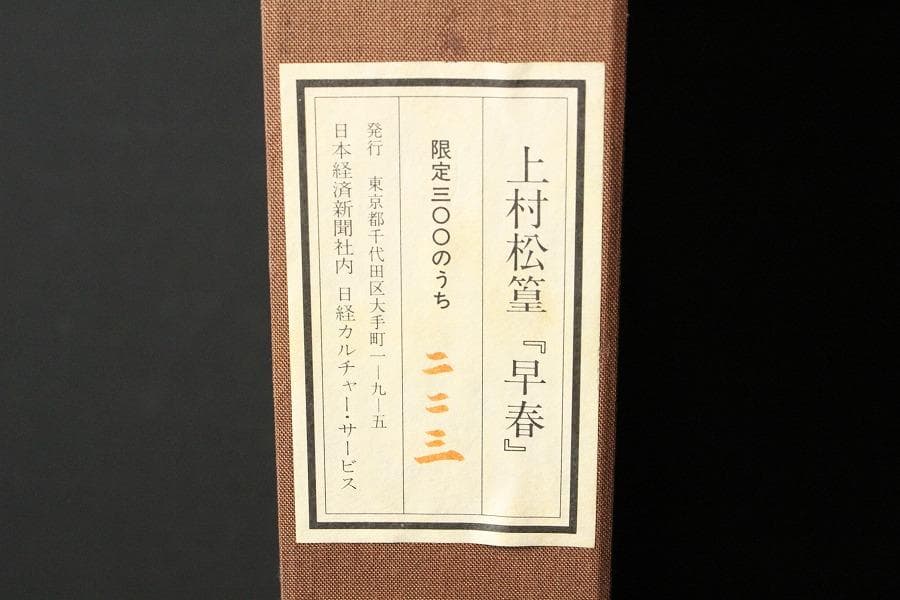 上村松篁『早春』
限定三〇〇のうち 二二三
発行 東京都千代田区大手町一—九—五
日本経済新聞社内 日経カルチャー・サービス